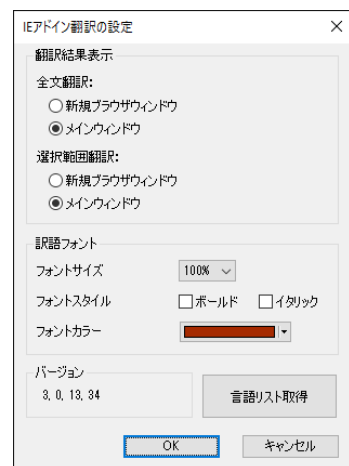 IEアドイン翻訳の設定
翻訳結果表示
全文翻訳:
新規ブラウザウィンドウ
メインウィンドウ
選択範囲翻訳:
新規ブラウザウィンドウ
メインウィンドウ
訳語フォント
フォントサイズ 100%
フォントスタイル ボールド イタリック
フォントカラー
バージョン
3, 0, 13, 34
言語リスト取得
OK キャンセル